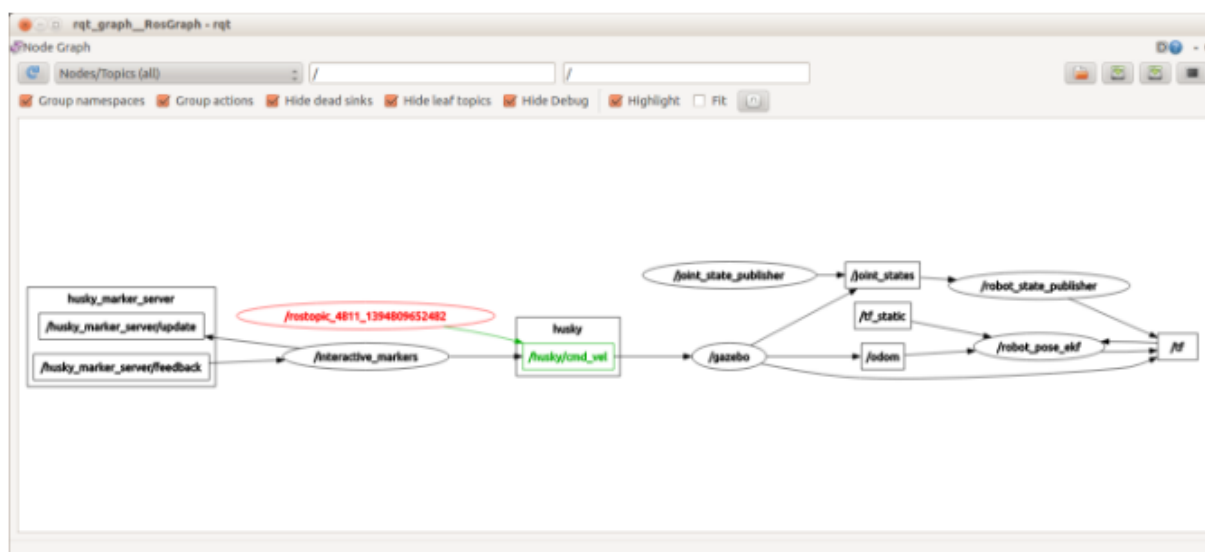 rqt_graph__RosGraph - rqt
Node Graph
D
Nodes/Topics (all)
/
/
Group namespaces
Group actions
Hide dead sinks
Hide leaf topics
Hide Debug
Highlight
Fit
husky_marker_server
/husky_marker_server/update
/husky_marker_server/feedback
/rostopic_4811_1394809652482
/interactive_markers
husky
/husky/cmd_vel
/joint_state_publisher
/gazebo
/joint_states
/tf_static
/odom
/robot_state_publisher
/robot_pose_ekf
/tf